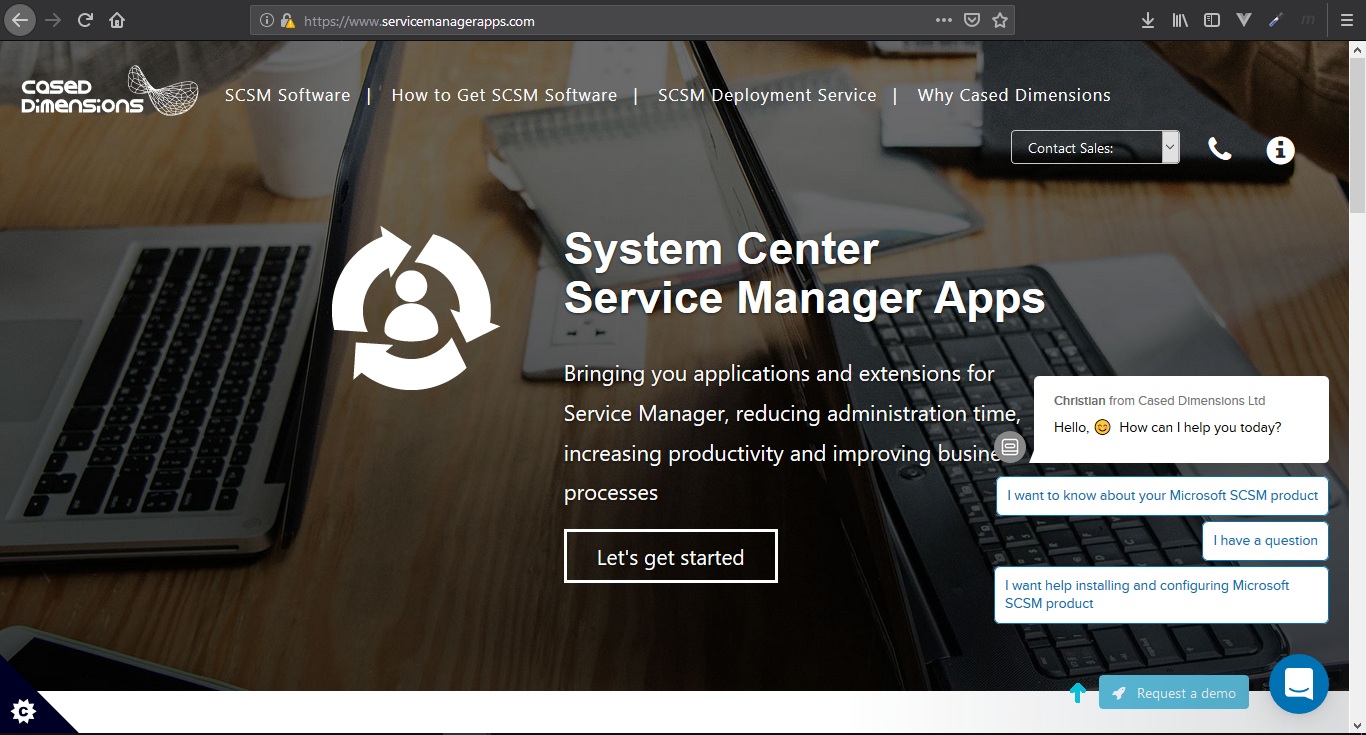 https://www.servicemanagerapps.com
CASED
DIMENSIONS
SCSM Software | How to Get SCSM Software | SCSM Deployment Service | Why Cased Dimensions
Contact Sales:
System Center
Service Manager Apps
Bringing you applications and extensions for
Service Manager, reducing administration time,
increasing productivity and improving busine
processes
Let's get started
Christian from Cased Dimensions Ltd
Hello, 😊 How can I help you today?
I want to know about your Microsoft SCSM product
I have a question
I want help installing and configuring Microsoft
SCSM product
Request a demo